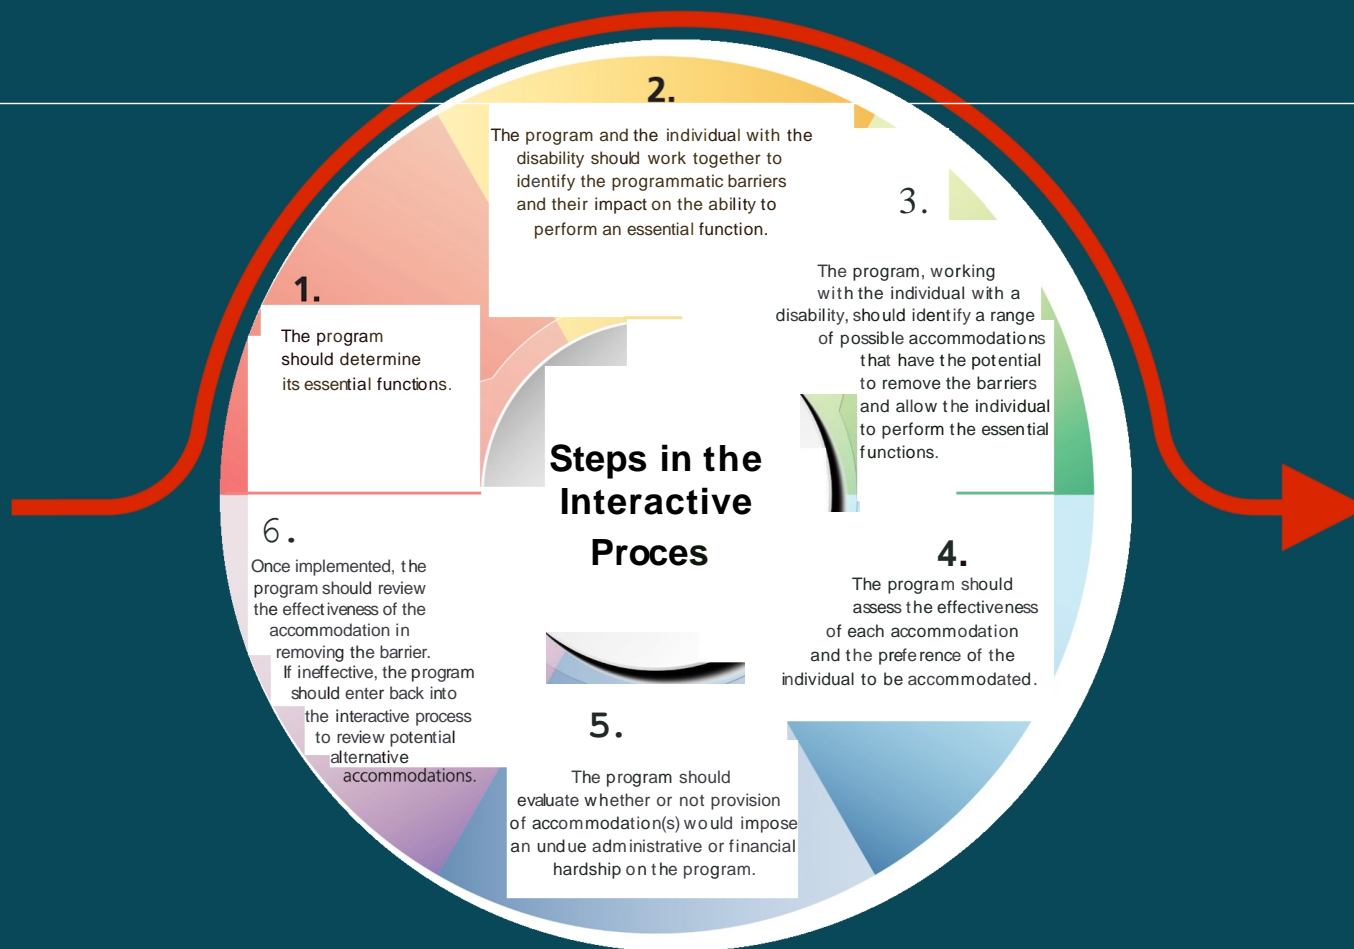 Steps in the
Interactive
Proces
1.
The program
should determine
its essential functions.
2.
The program and the individual with the
disability should work together to
identify the programmatic barriers
and their impact on the ability to
perform an essential function.
3.
The program, working
with the individual with a
disability, should identify a range
of possible accommodations
that have the potential
to remove the barriers
and allow the individual
to perform the essential
functions.
4.
The program should
assess the effectiveness
of each accommodation
and the preference of the
individual to be accommodated.
5.
The program should
evaluate whether or not provision
of accommodation(s) would impose
an undue administrative or financial
hardship on the program.
6.
Once implemented, the
program should review
the effectiveness of the
accommodation in
removing the barrier.
If ineffective, the program
should enter back into
the interactive process
to review potential
alternative
accommodations.